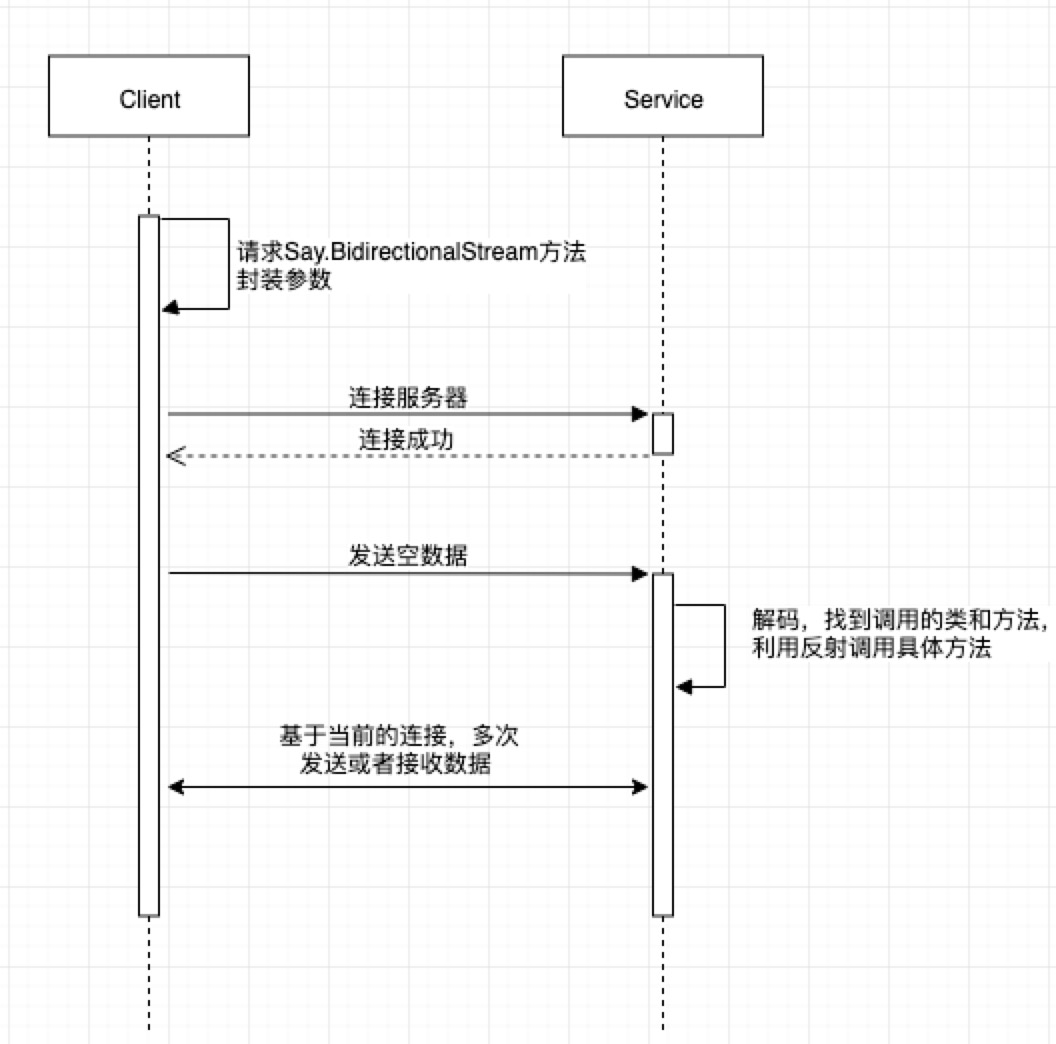 Client
Service
请求Say.BidirectionalStream方法
封装参数
连接服务器
连接成功
发送空数据
解码，找到调用的类和方法，
利用反射调用具体方法
基于当前的连接，多次
发送或者接收数据